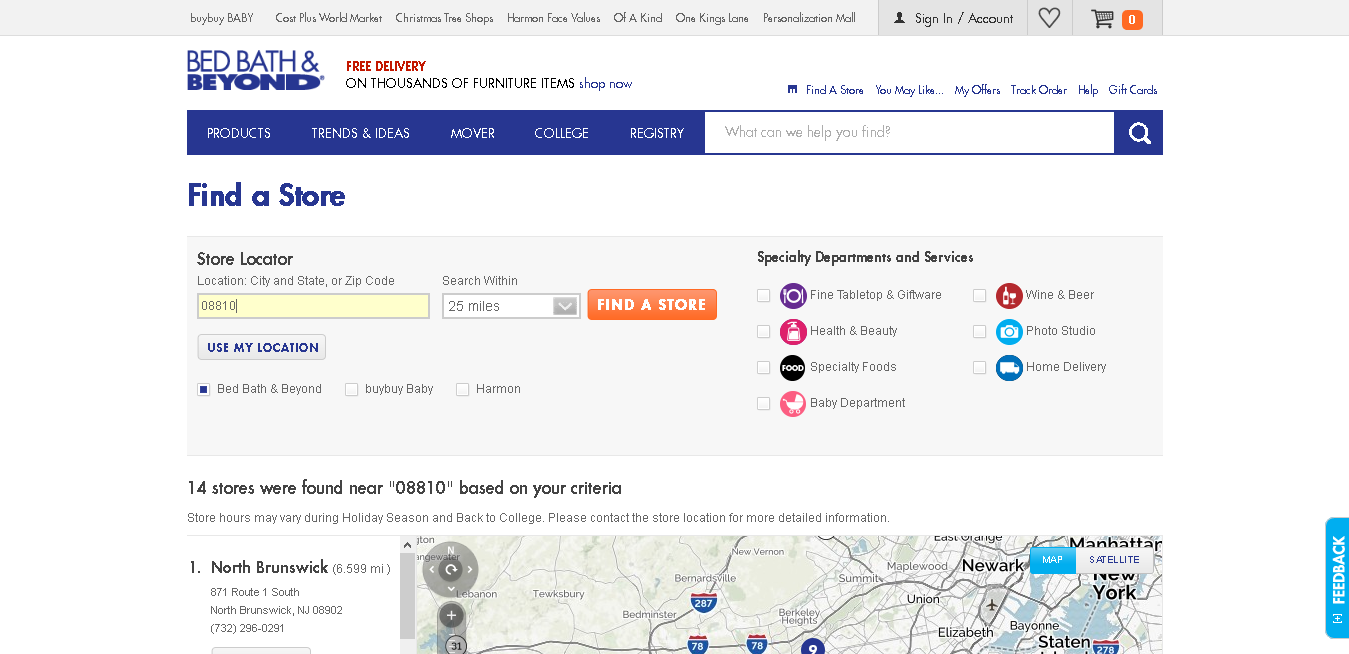 buybuy BABY Cost Plus World Market Christmas Tree Shops Harmon Face Values Of A Kind One Kings Lane Personalization Mall Sign In / Account 0
BED BATH &
BEYOND
FREE DELIVERY
ON THOUSANDS OF FURNITURE ITEMS shop now
Find A Store You May Like... My Offers Track Order Help Gift Cards
PRODUCTS TRENDS & IDEAS MOVER COLLEGE REGISTRY What can we help you find?
Find a Store
Store Locator
Location: City and State, or Zip Code Search Within
08810 25 miles FIND A STORE
USE MY LOCATION
Bed Bath & Beyond buybuy Baby Harmon
Specialty Departments and Services
Fine Tabletop & Giftware Wine & Beer
Health & Beauty Photo Studio
FOOD Specialty Foods Home Delivery
Baby Department
14 stores were found near "08810" based on your criteria
Store hours may vary during Holiday Season and Back to College. Please contact the store location for more detailed information.
1. North Brunswick (6.599 mi )
871 Route 1 South
North Brunswick, NJ 08902
(732) 296-0291
East Orange
Manhattan
New Vernon
MAP SATELLITE
N
Maplewood
Newark
Bernardsville
Summit
New
York
Lebanon
Tewksbury
Union
287
Bedminster
Berkeley
Heights
Bayonne
Elizabeth
Staten
31
78
78
9
278
FEEDBACK
[+]